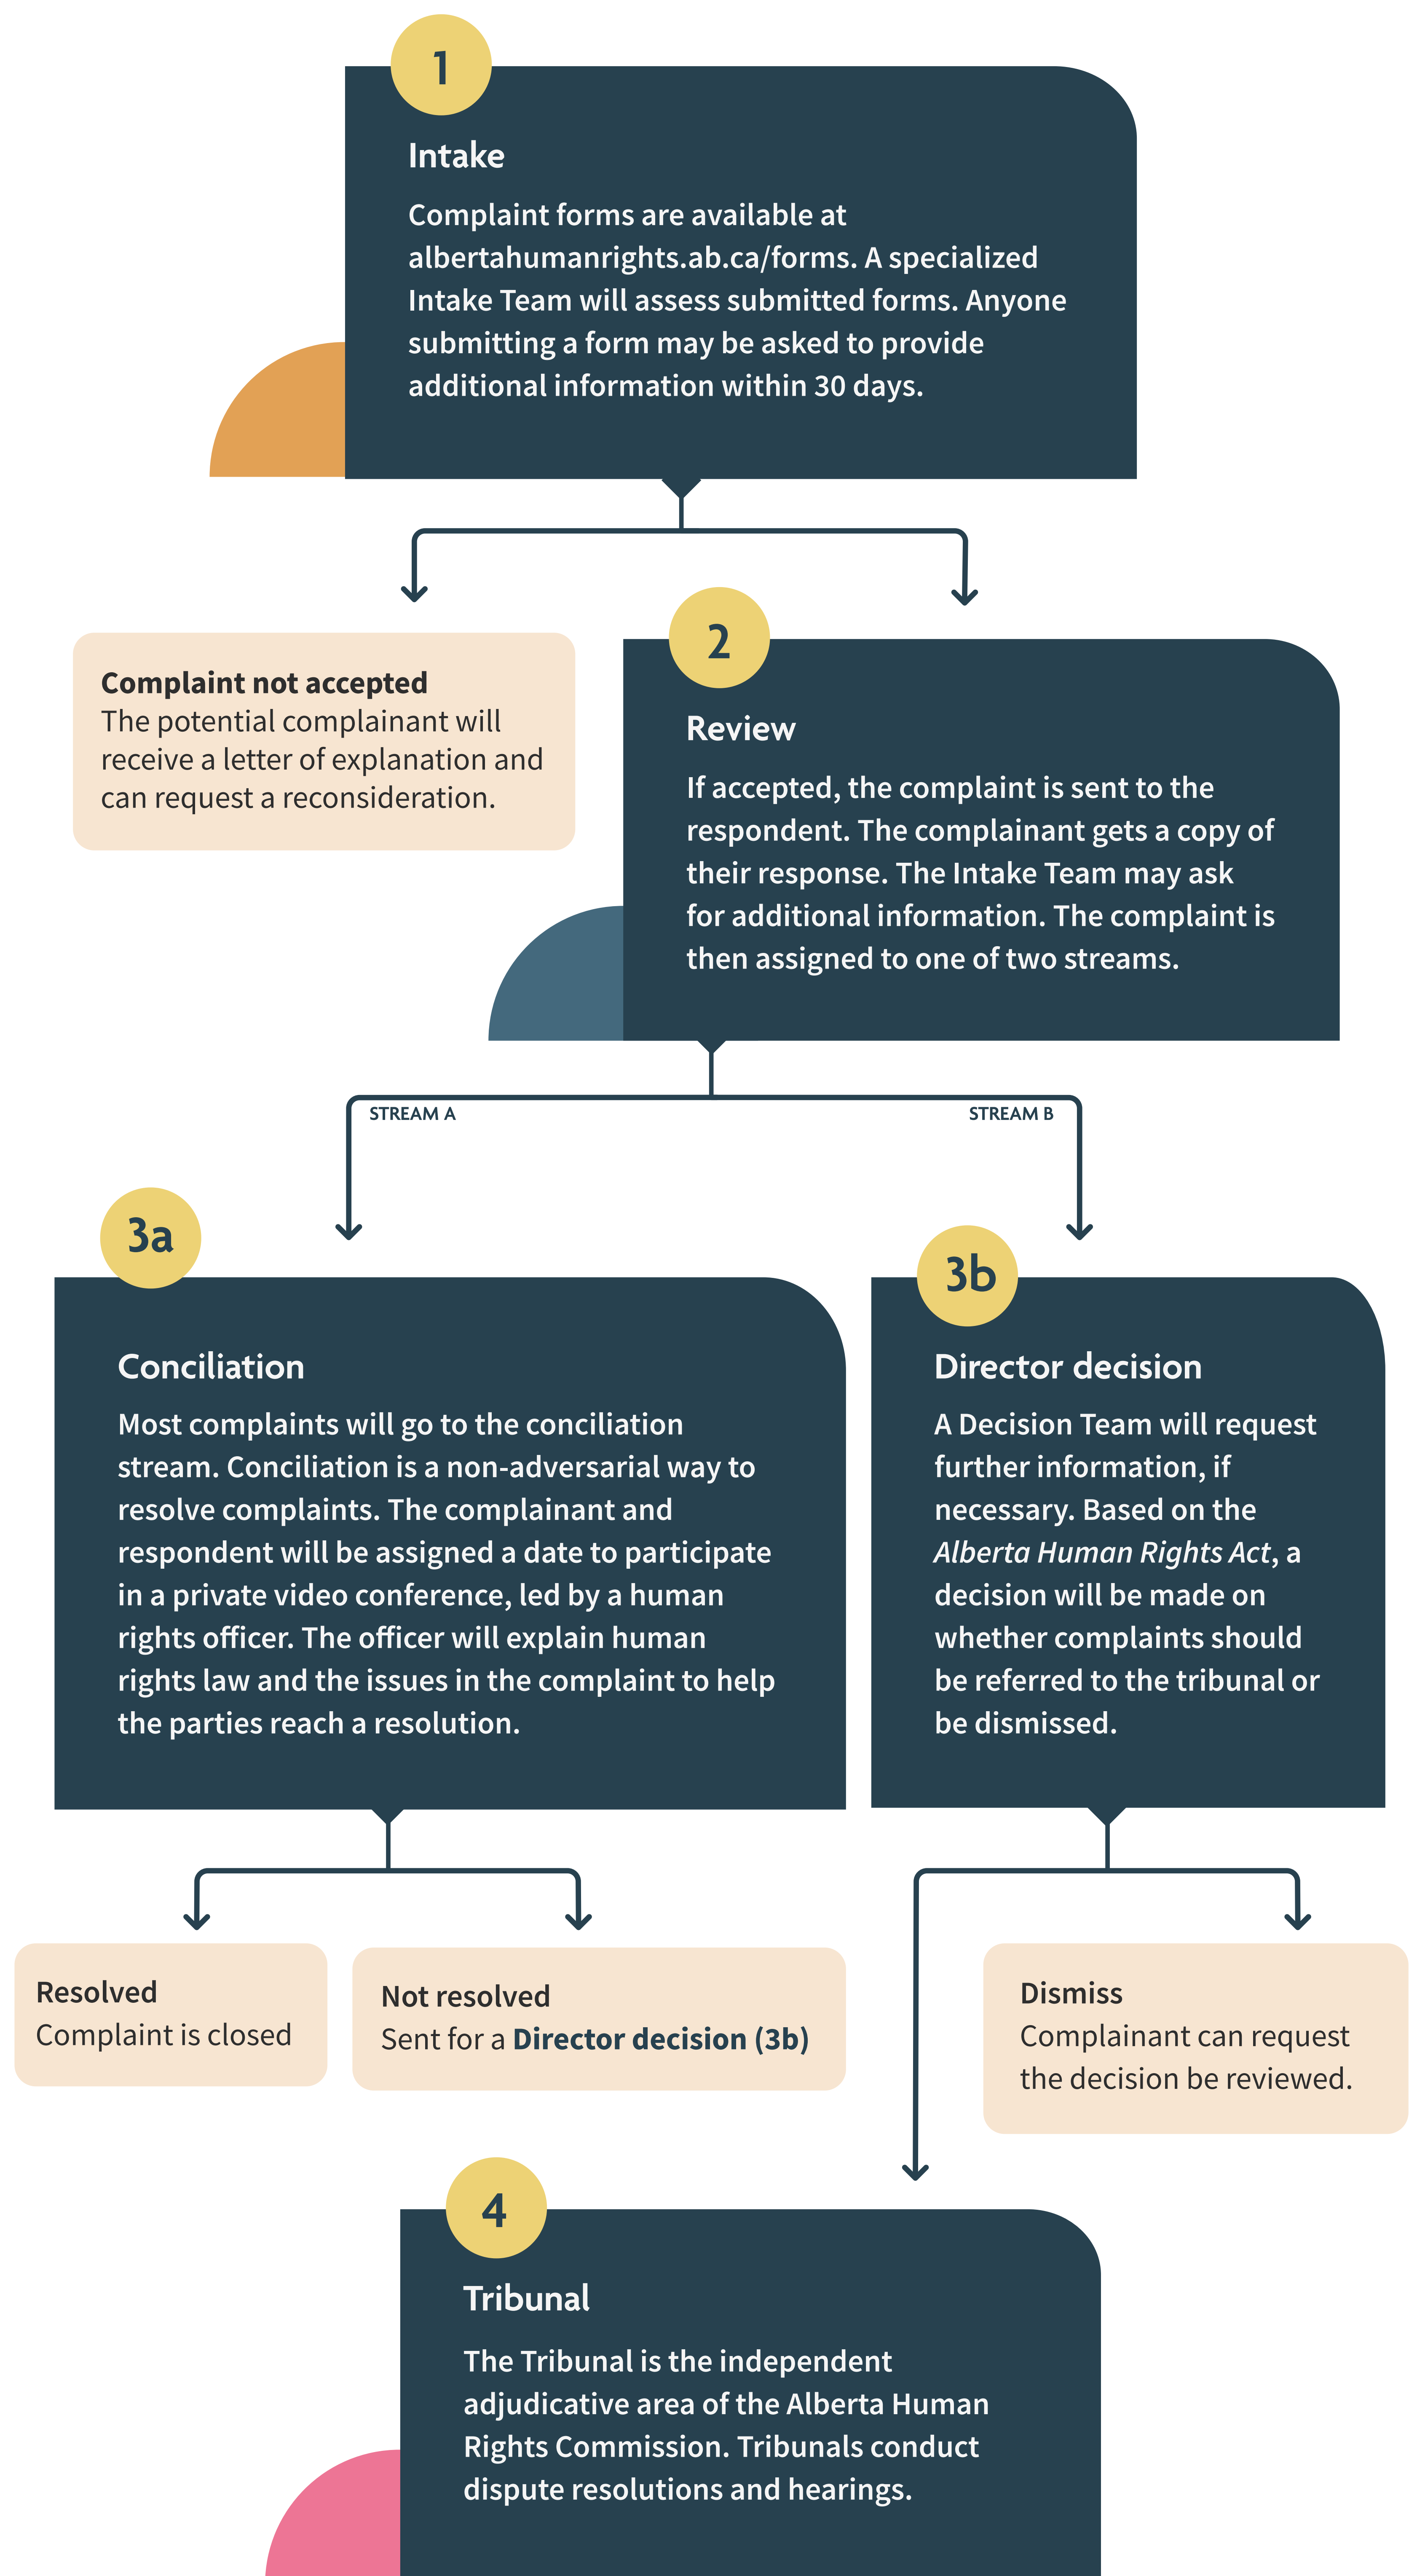 1
Intake
Complaint forms are available at
albertahumanrights.ab.ca/forms. A specialized
Intake Team will assess submitted forms. Anyone
submitting a form may be asked to provide
additional information within 30 days.
Complaint not accepted
The potential complainant will
receive a letter of explanation and
can request a reconsideration.
2
Review
If accepted, the complaint is sent to the
respondent. The complainant gets a copy of
their response. The Intake Team may ask
for additional information. The complaint is
then assigned to one of two streams.
STREAM A
STREAM B
3a
Conciliation
Most complaints will go to the conciliation
stream. Conciliation is a non-adversarial way to
resolve complaints. The complainant and
respondent will be assigned a date to participate
in a private video conference, led by a human
rights officer. The officer will explain human
rights law and the issues in the complaint to help
the parties reach a resolution.
3b
Director decision
A Decision Team will request
further information, if
necessary. Based on the
Alberta Human Rights Act, a
decision will be made on
whether complaints should
be referred to the tribunal or
be dismissed.
Resolved
Complaint is closed
Not resolved
Sent for a Director decision (3b)
Dismiss
Complainant can request
the decision be reviewed.
4
Tribunal
The Tribunal is the independent
adjudicative area of the Alberta Human
Rights Commission. Tribunals conduct
dispute resolutions and hearings.